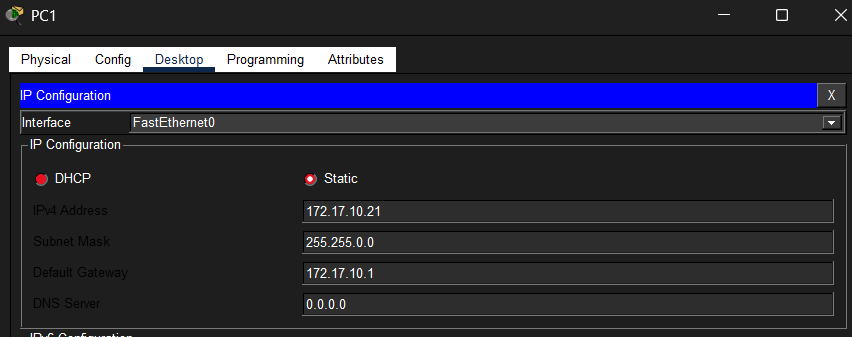 PC1
Physical Config Desktop Programming Attributes
IP Configuration X
Interface FastEthernet0
IP Configuration
DHCP Static
IPv4 Address 172.17.10.21
Subnet Mask 255.255.0.0
Default Gateway 172.17.10.1
DNS Server 0.0.0.0
IPv6 Configuration